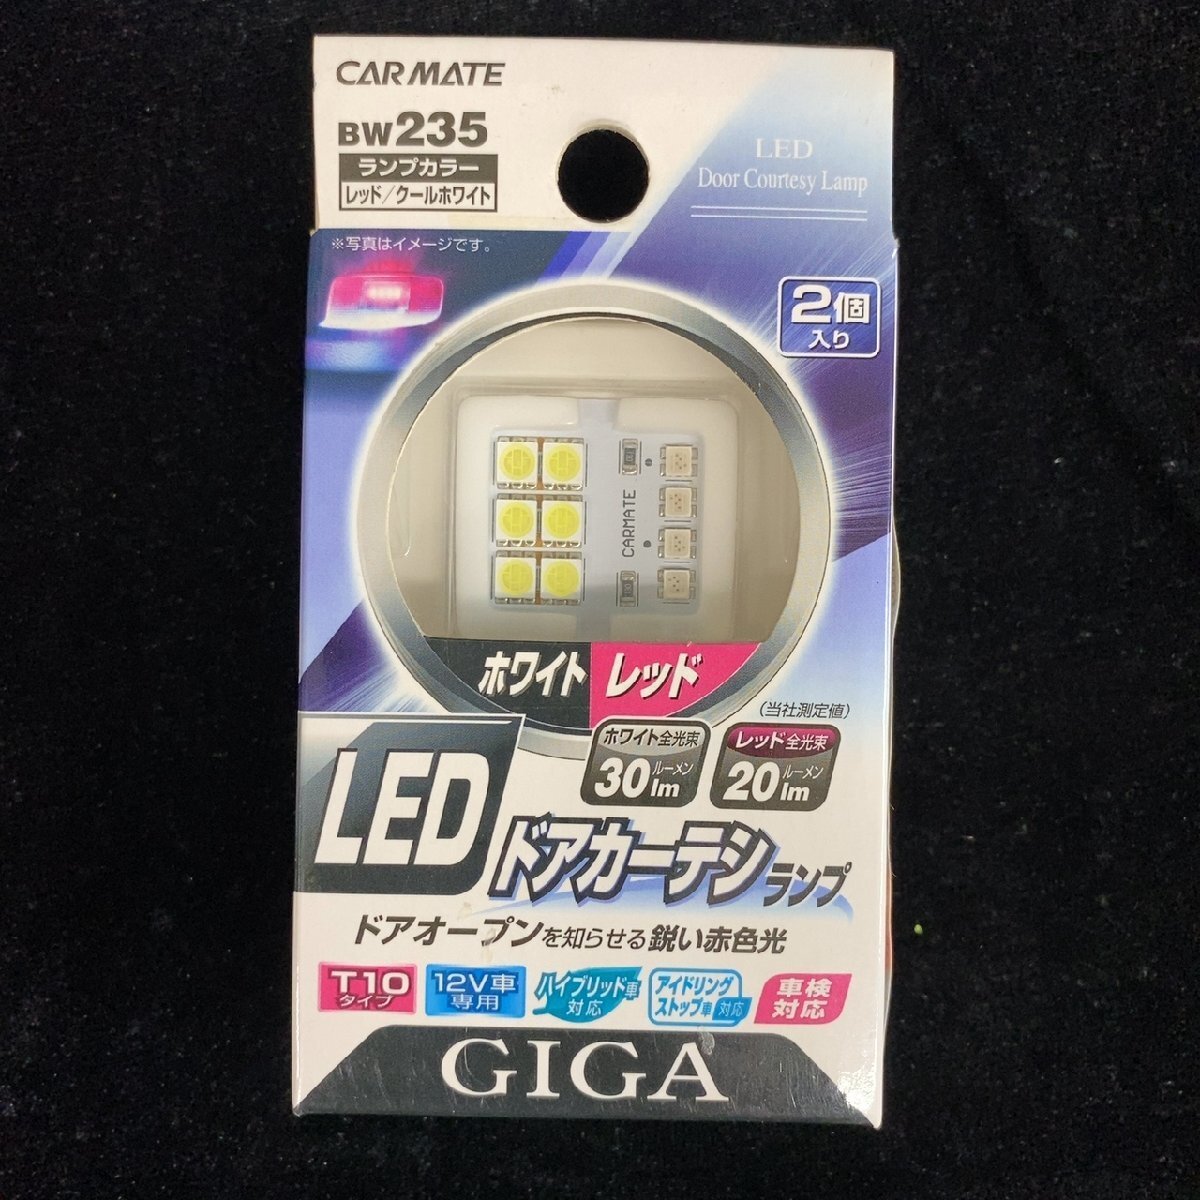 CARMATE
BW235
ランプカラー
レッド/クールホワイト
LED
Door Courtesy Lamp
※写真はイメージです。
2個
入り
CARMATE
ホワイト
レッド
(当社測定値)
ホワイト全光束
30ルーメン lm
レッド全光束
20ルーメン lm
LED
ドアカーテシランプ
ドアオープンを知らせる鋭い赤色光
T10
タイプ
12V車
専用
ハイブリッド車
対応
アイドリング
ストップ車対応
車検
対応
GIGA